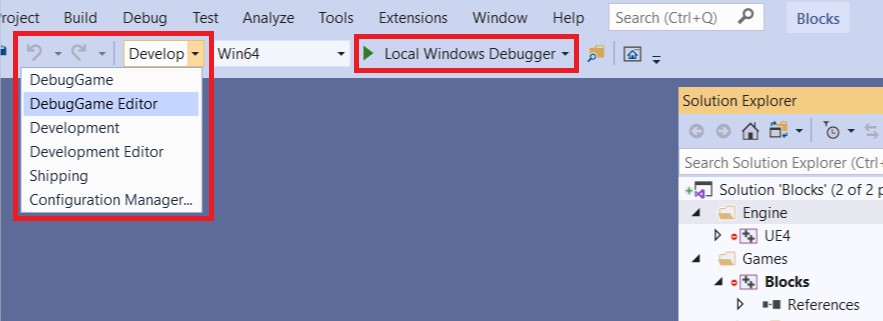 roject Build Debug Test Analyze Tools Extensions Window Help Search (Ctrl+Q) Blocks
Develop Win64 Local Windows Debugger
DebugGame
DebugGame Editor
Development
Development Editor
Shipping
Configuration Manager...
Solution Explorer
Search Solution Explorer (Ctrl+
Solution 'Blocks' (2 of 2 p
Engine
UE4
Games
Blocks
References